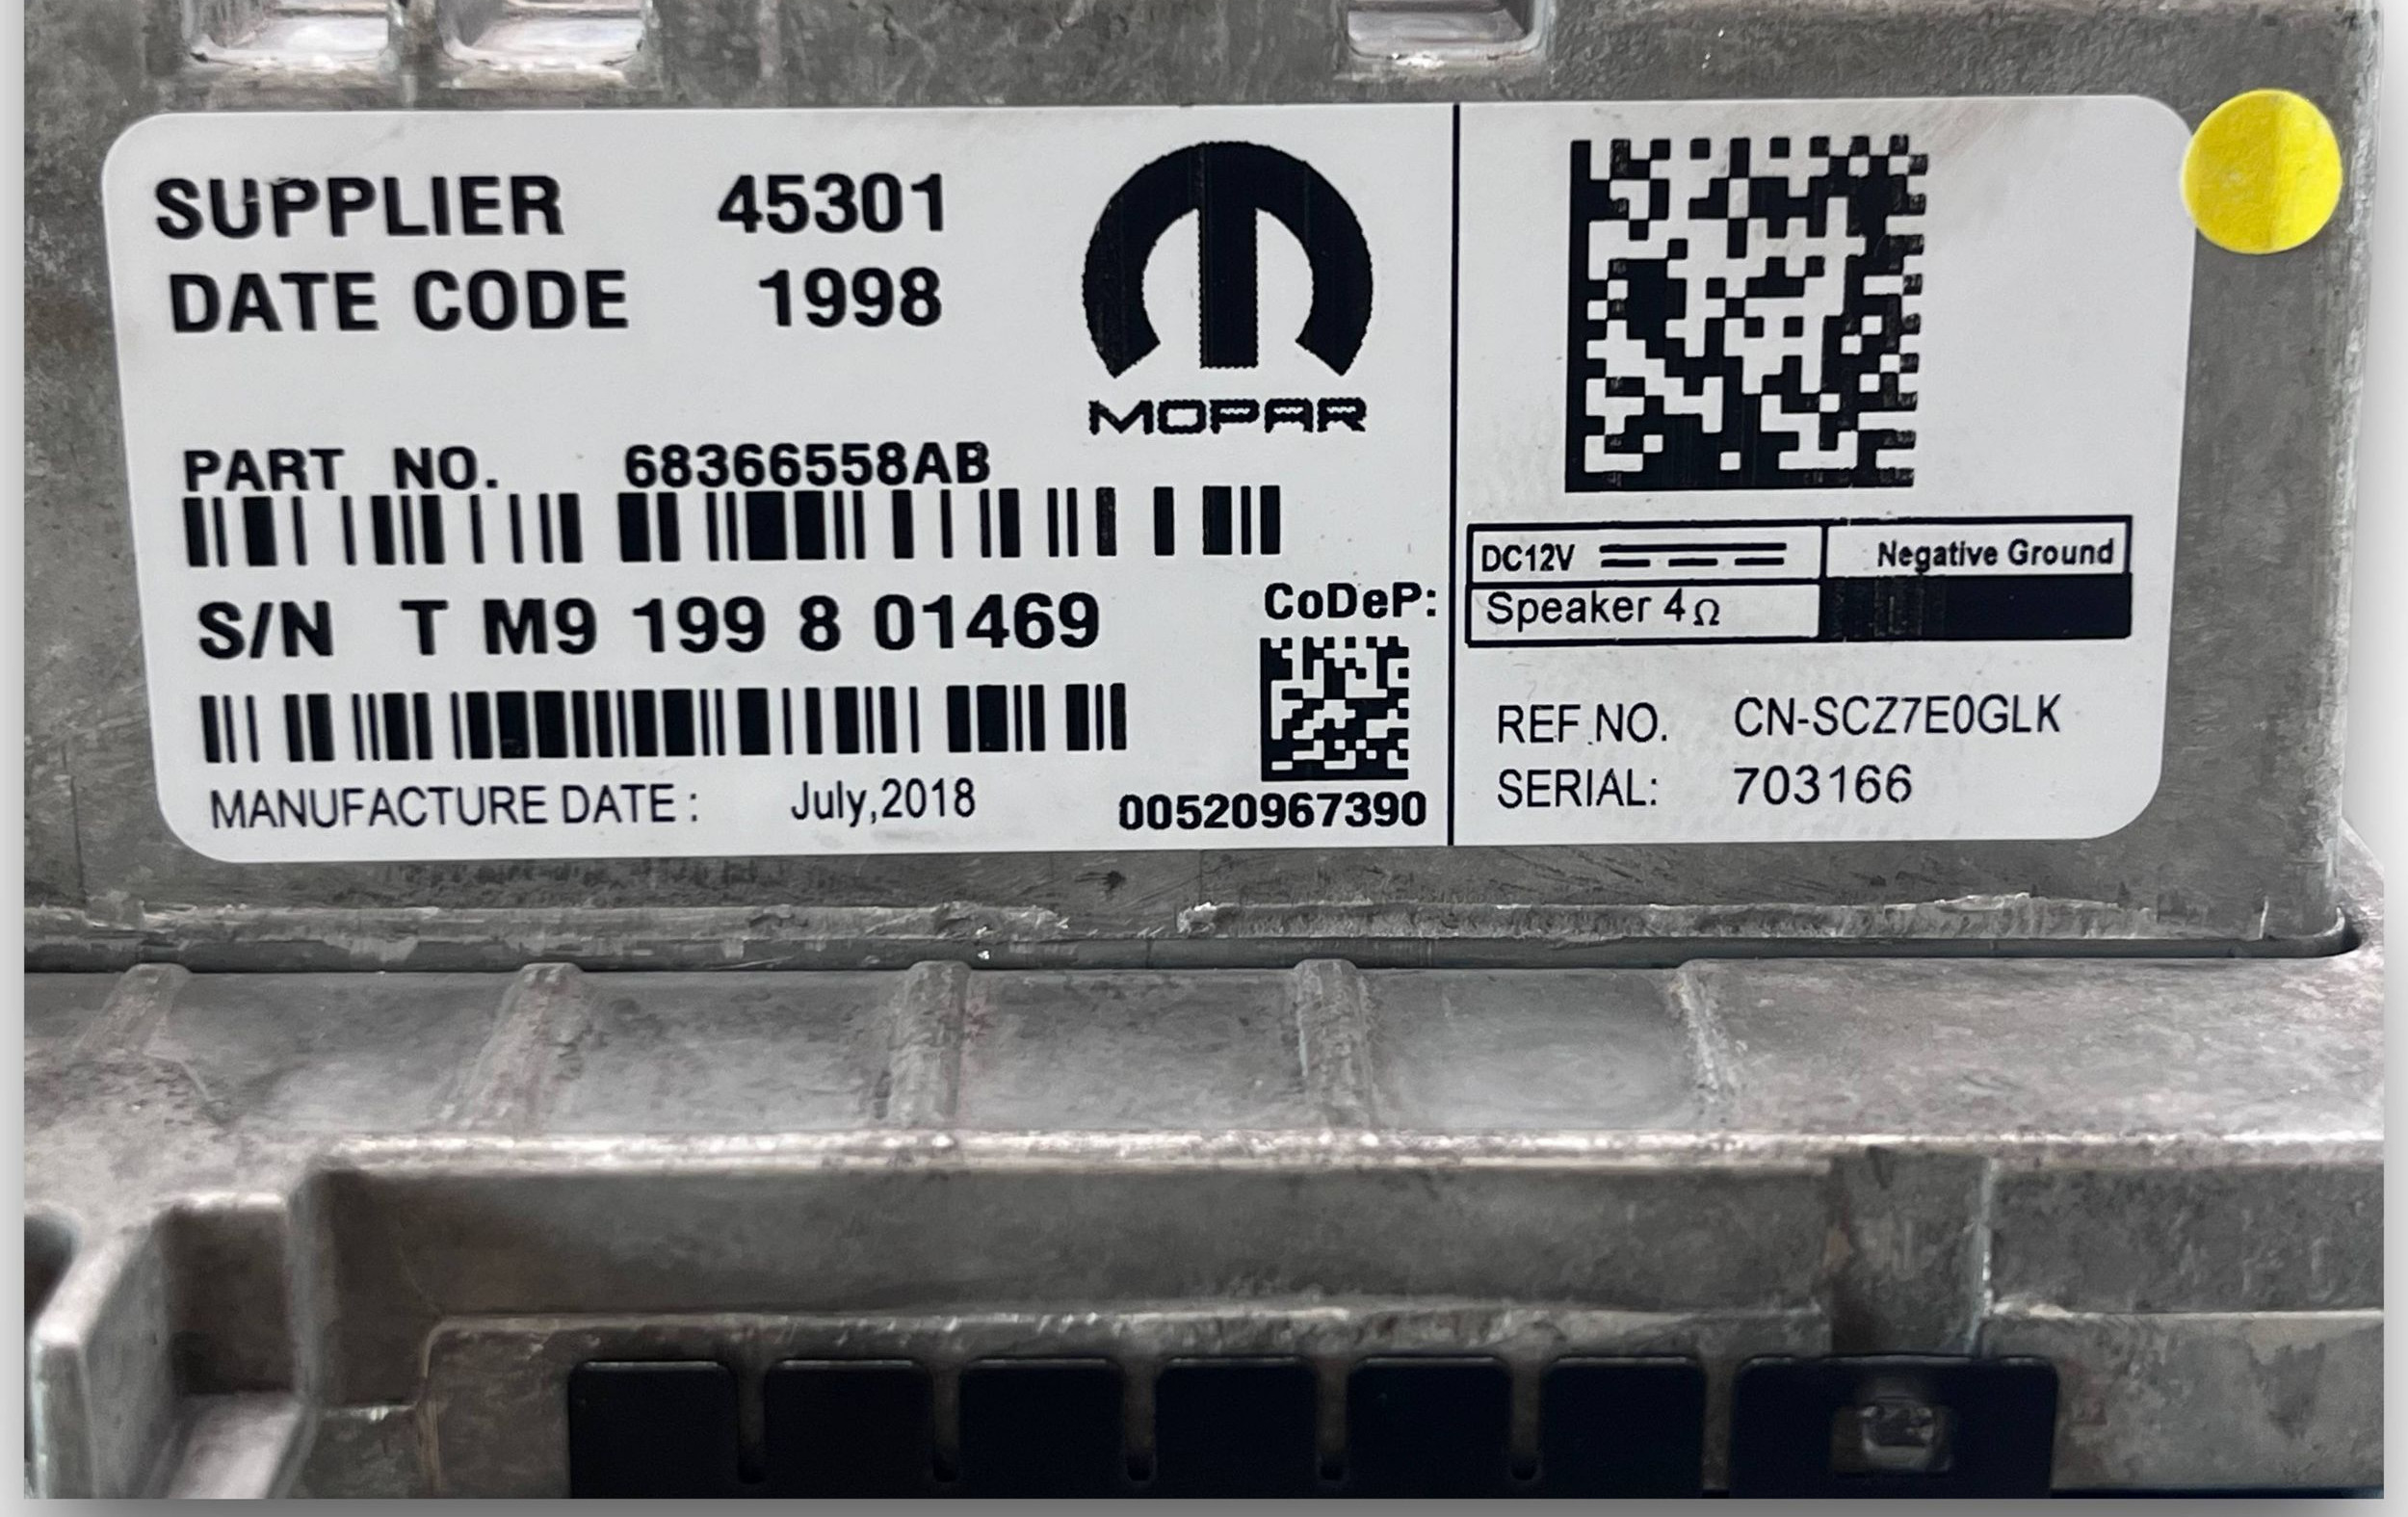 SUPPLIER 45301
DATE CODE 1998
MOPAR
PART NO. 68366558AB
S/N T M9 199 8 01469
CoDeP:
MANUFACTURE DATE : July,2018
00520967390
DC12V Negative Ground
Speaker 4Ω
REF.NO. CN-SCZ7E0GLK
SERIAL: 703166